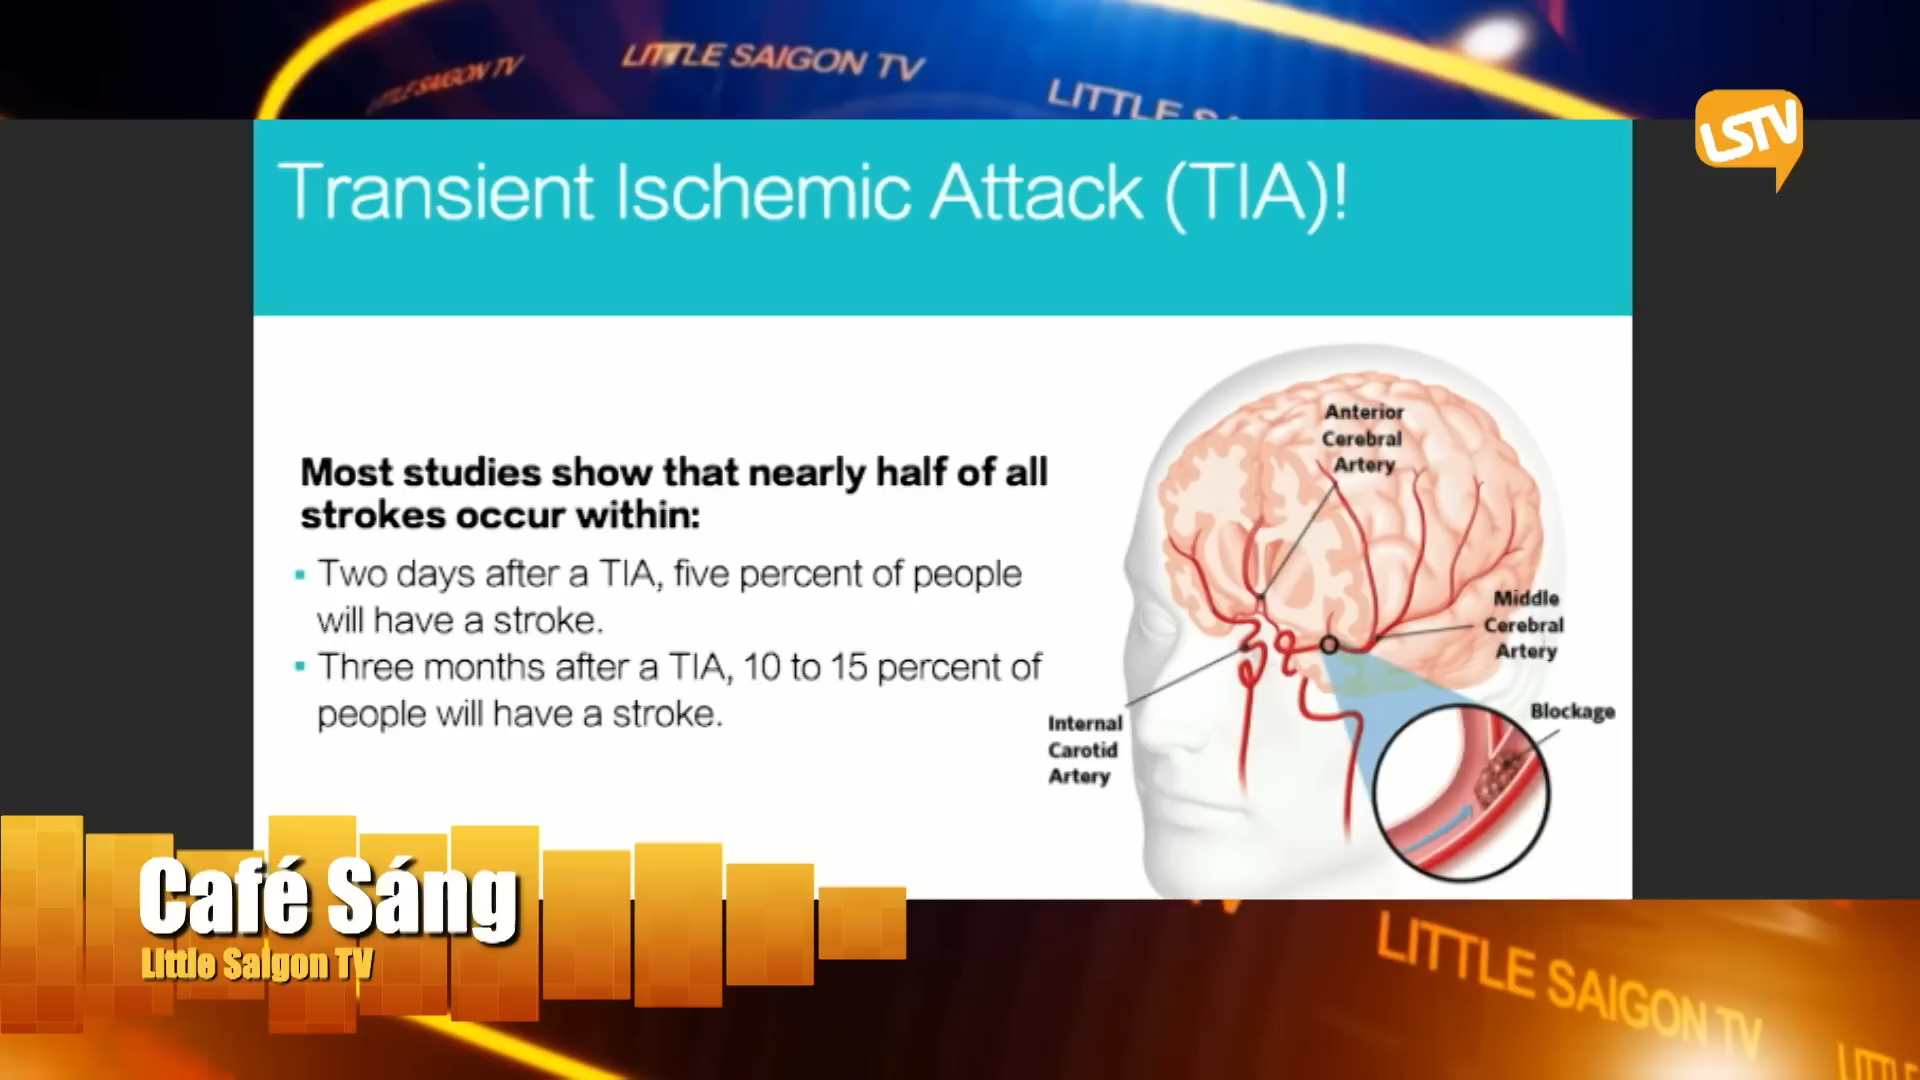 LITTLE SAIGON TV
LITTLE SAIGON TV
LITTLE SA
LSTV
Transient Ischemic Attack (TIA)!
Most studies show that nearly half of all
strokes occur within:
▪ Two days after a TIA, five percent of people
will have a stroke.
▪ Three months after a TIA, 10 to 15 percent of
people will have a stroke.
Anterior
Cerebral
Artery
Middle
Cerebral
Artery
Blockage
Internal
Carotid
Artery
Café Sáng
Little Saigon TV
TV
LITTLE SAIGON TV
LITTLE